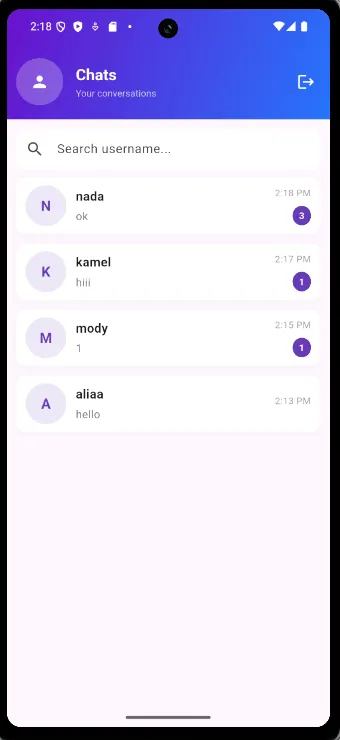 2:18
Chats
Your conversations
Search username...
N
nada
2:18 PM
ok
3
K
kamel
2:17 PM
hiii
1
M
mody
2:15 PM
1
1
A
aliaa
2:13 PM
hello